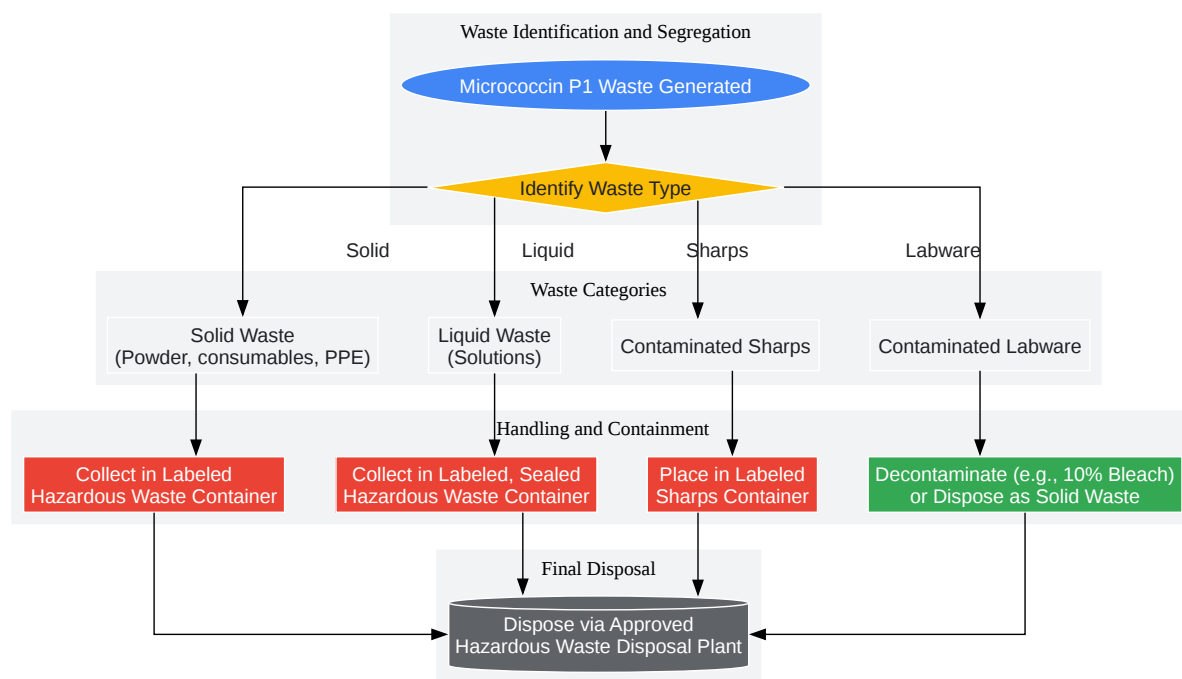 Waste Identification and Segregation
Micrococcin P1 Waste Generated
Identify Waste Type
Solid
Liquid
Sharps
Labware
Waste Categories
Solid Waste
(Powder, consumables, PPE)
Liquid Waste
(Solutions)
Contaminated Sharps
Contaminated Labware
Handling and Containment
Collect in Labeled
Hazardous Waste Container
Collect in Labeled, Sealed
Hazardous Waste Container
Place in Labeled
Sharps Container
Decontaminate (e.g., 10% Bleach)
or Dispose as Solid Waste
Final Disposal
Dispose via Approved
Hazardous Waste Disposal Plant